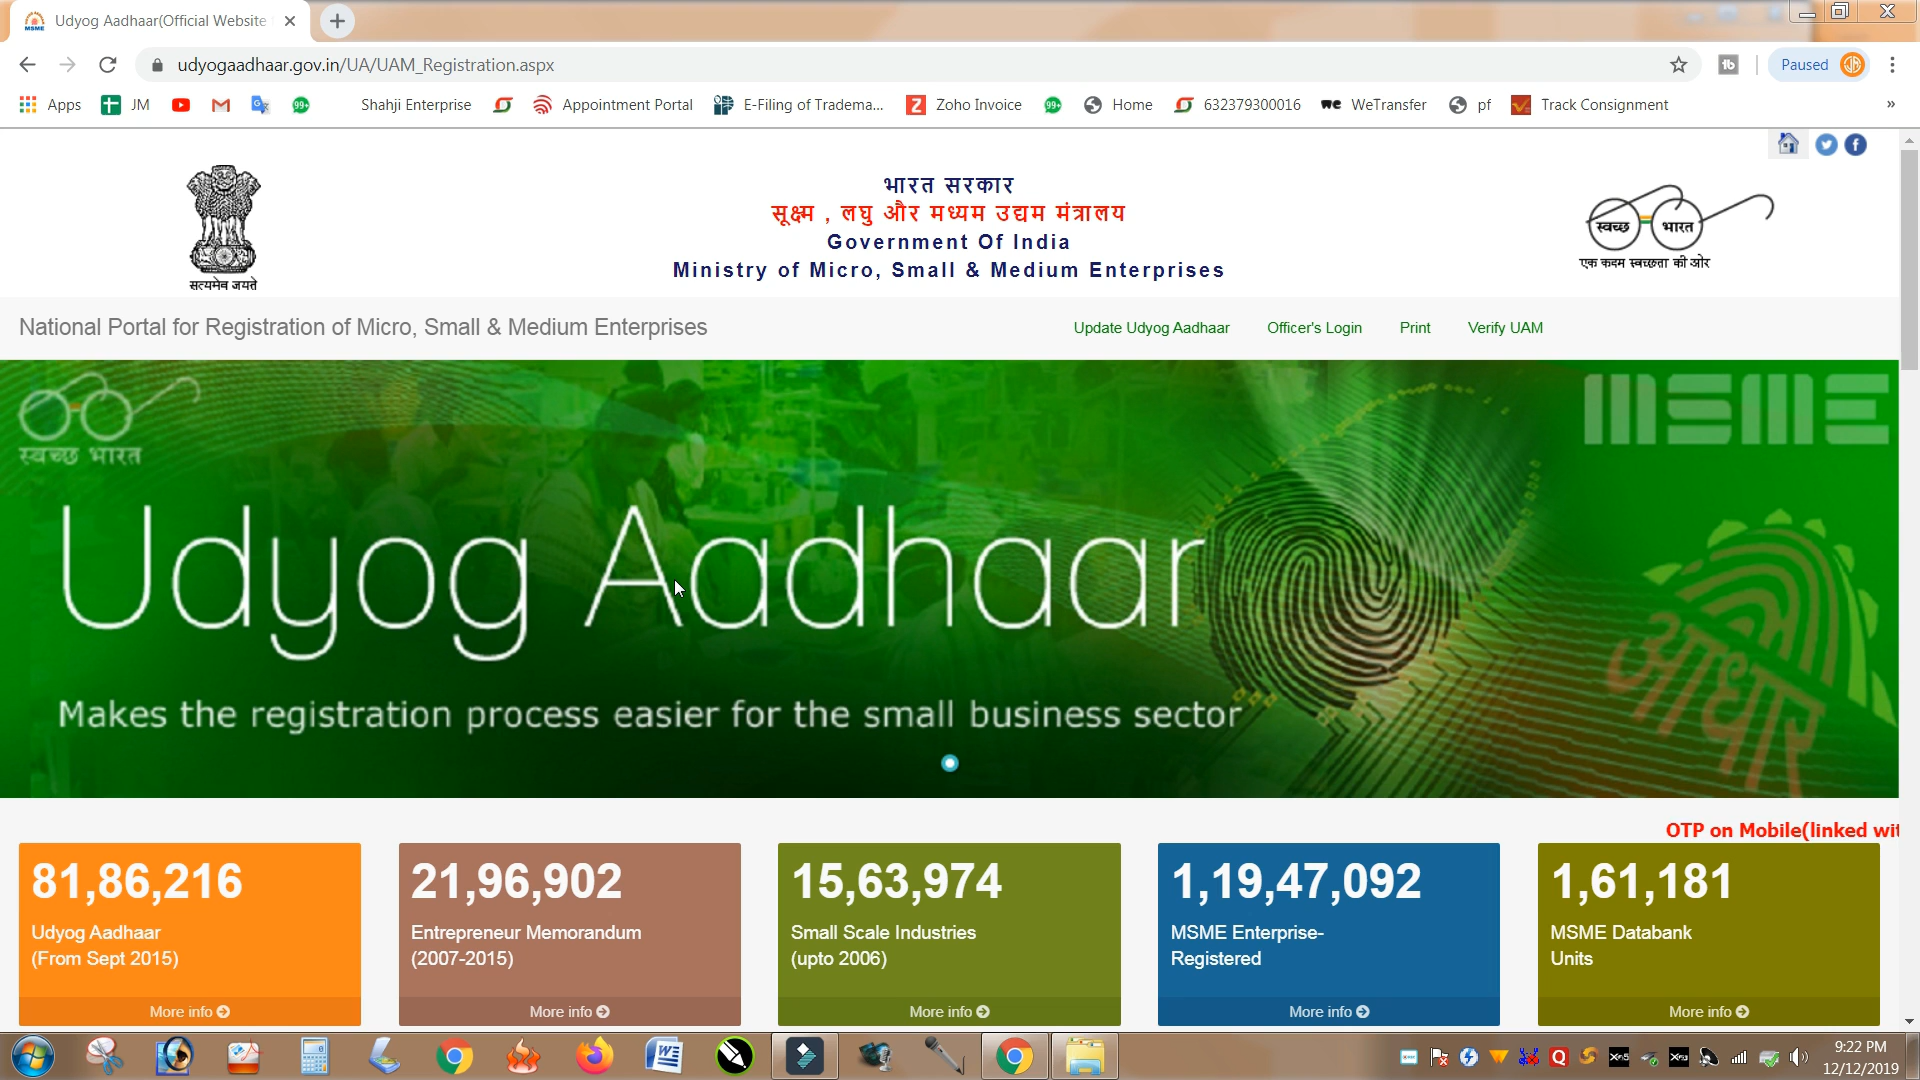 Udyog Aadhaar(Official Website
udyogaadhaar.gov.in/UA/UAM_Registration.aspx
Paused
Apps
JM
99+
Shahji Enterprise
Appointment Portal
E-Filing of Tradema...
Zoho Invoice
99+
Home
632379300016
WeTransfer
pf
Track Consignment
»
भारत सरकार
सूक्ष्म , लघु और मध्यम उद्यम मंत्रालय
Government Of India
Ministry of Micro, Small & Medium Enterprises
सत्यमेव जयते
स्वच्छ भारत
एक कदम स्वच्छता की ओर
National Portal for Registration of Micro, Small & Medium Enterprises
Update Udyog Aadhaar
Officer's Login
Print
Verify UAM
स्वच्छ भारत
MSME
Udyog Aadhaar
आधार
Makes the registration process easier for the small business sector
OTP on Mobile(linked wit
81,86,216
Udyog Aadhaar
(From Sept 2015)
More info
21,96,902
Entrepreneur Memorandum
(2007-2015)
More info
15,63,974
Small Scale Industries
(upto 2006)
More info
1,19,47,092
MSME Enterprise-
Registered
More info
1,61,181
MSME Databank
Units
More info
9:22 PM
12/12/2019